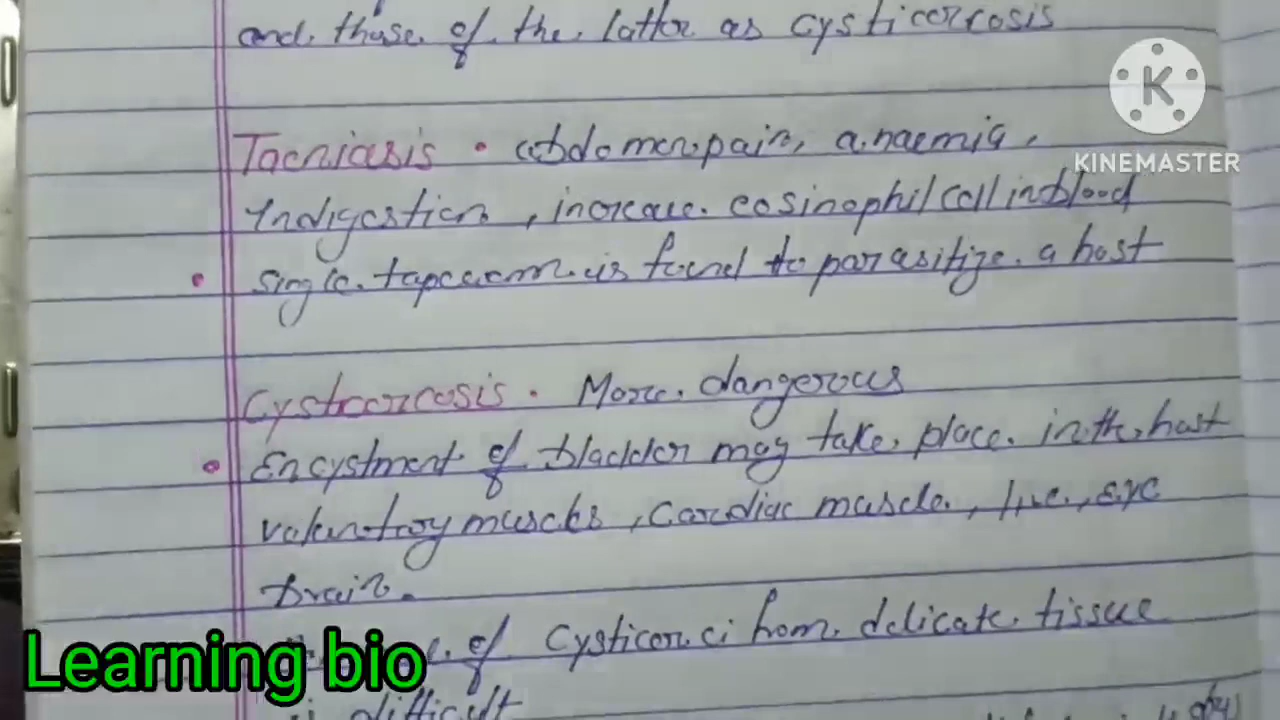 and those of the latter as cysticercosis
KINEMASTER
Taeniasis • abdomen pain, anaemia,
Indigestion, increase eosinophil cell in blood
• Single tapeworm is found to parasitize a host
Cysticercosis • More dangerous
• Encystment of bladder may take place in the host
voluntary muscles, cardiac muscle, eye
brain.
of cysticerci from delicate tissue
difficult
Learning bio